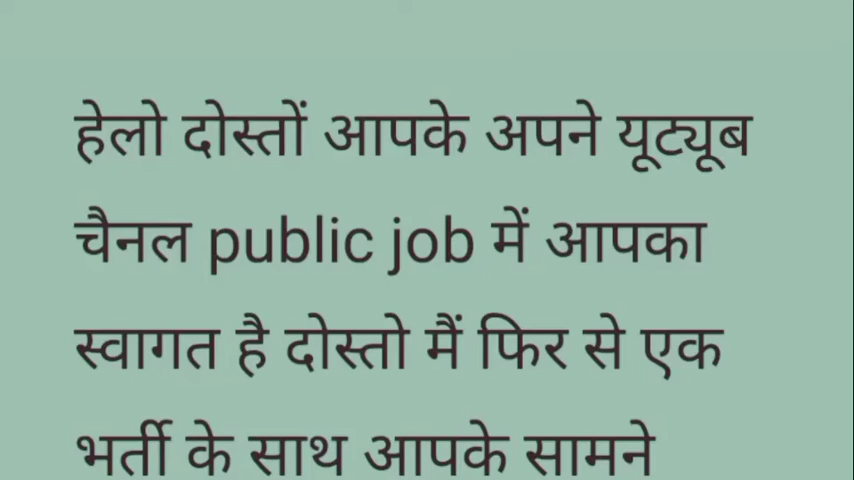 हेलो दोस्तों आपके अपने यूट्यूब
चैनल public job में आपका
स्वागत है दोस्तो मैं फिर से एक
भर्ती के साथ आपके सामने